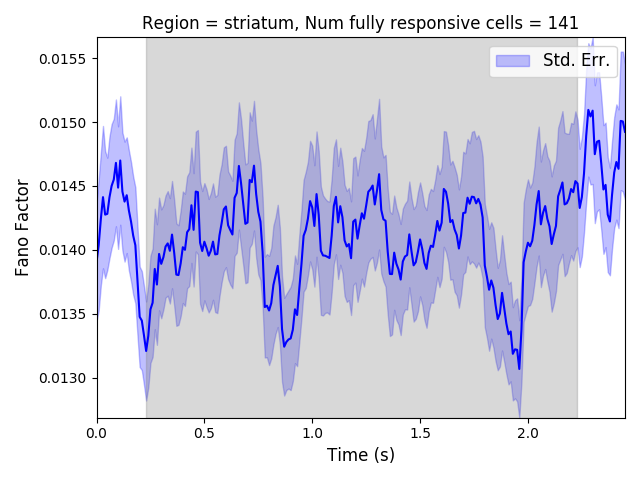 Region = striatum, Num fully responsive cells = 141
Std. Err.
Fano Factor
0.0155
0.0150
0.0145
0.0140
0.0135
0.0130
0.0
0.5
1.0
1.5
2.0
Time (s)